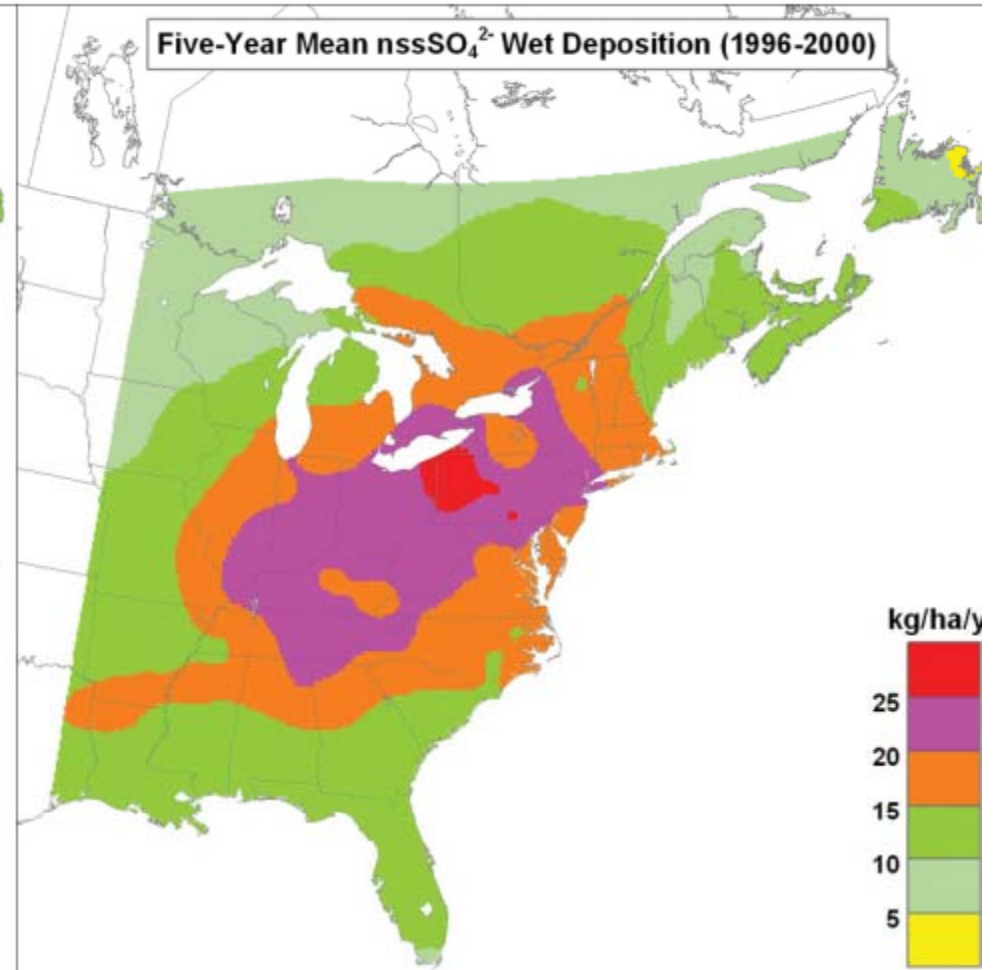 Five-Year Mean nssSO₄²⁻ Wet Deposition (1996-2000)
kg/ha/y
25
20
15
10
5